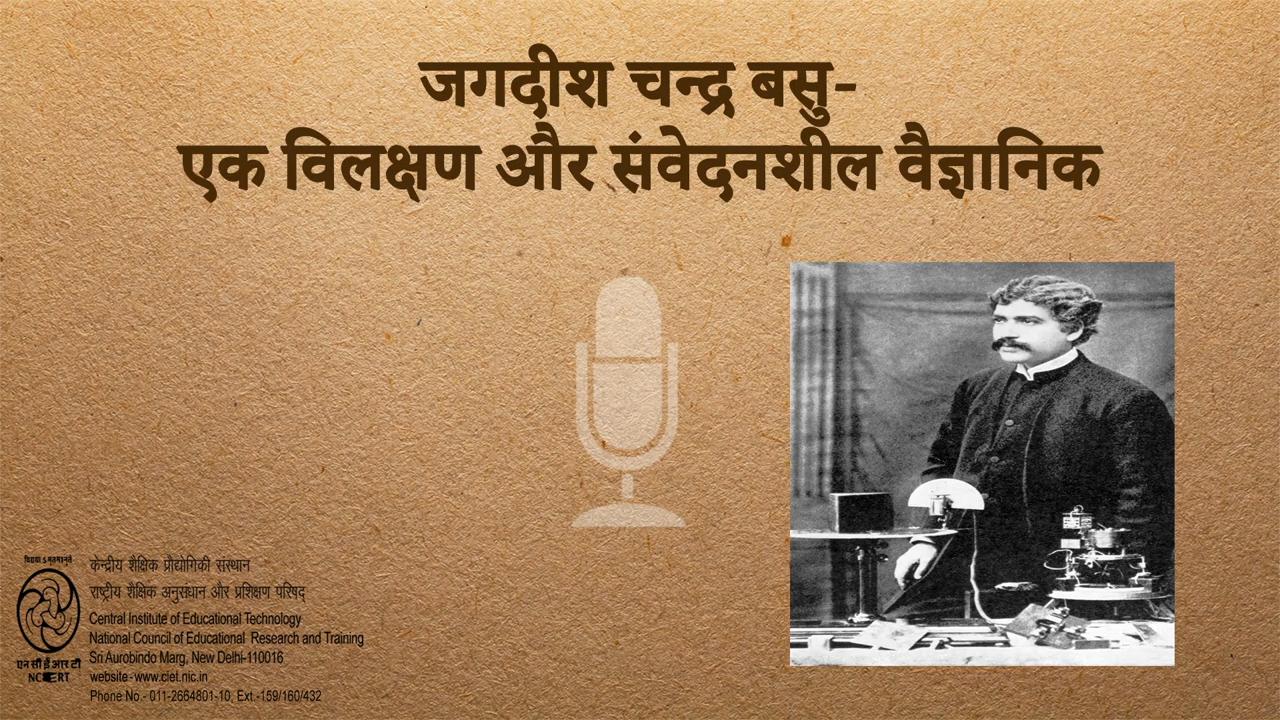 जगदीश चन्द्र बसु-
एक विलक्षण और संवेदनशील वैज्ञानिक
विद्यया ऽ मृतमश्नुते
एन सी ई आर टी
NCERT
केन्द्रीय शैक्षिक प्रौद्योगिकी संस्थान
राष्ट्रीय शैक्षिक अनुसंधान और प्रशिक्षण परिषद्
Central Institute of Educational Technology
National Council of Educational Research and Training
Sri Aurobindo Marg, New Delhi-110016
website - www.ciet.nic.in
Phone No.- 011-2664801-10, Ext.-159/160/432